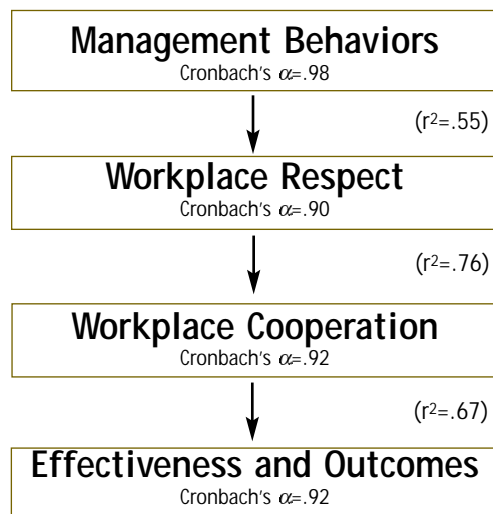 Management Behaviors
Cronbach's α=.98
(r²=.55)
Workplace Respect
Cronbach's α=.90
(r²=.76)
Workplace Cooperation
Cronbach's α=.92
(r²=.67)
Effectiveness and Outcomes
Cronbach's α=.92